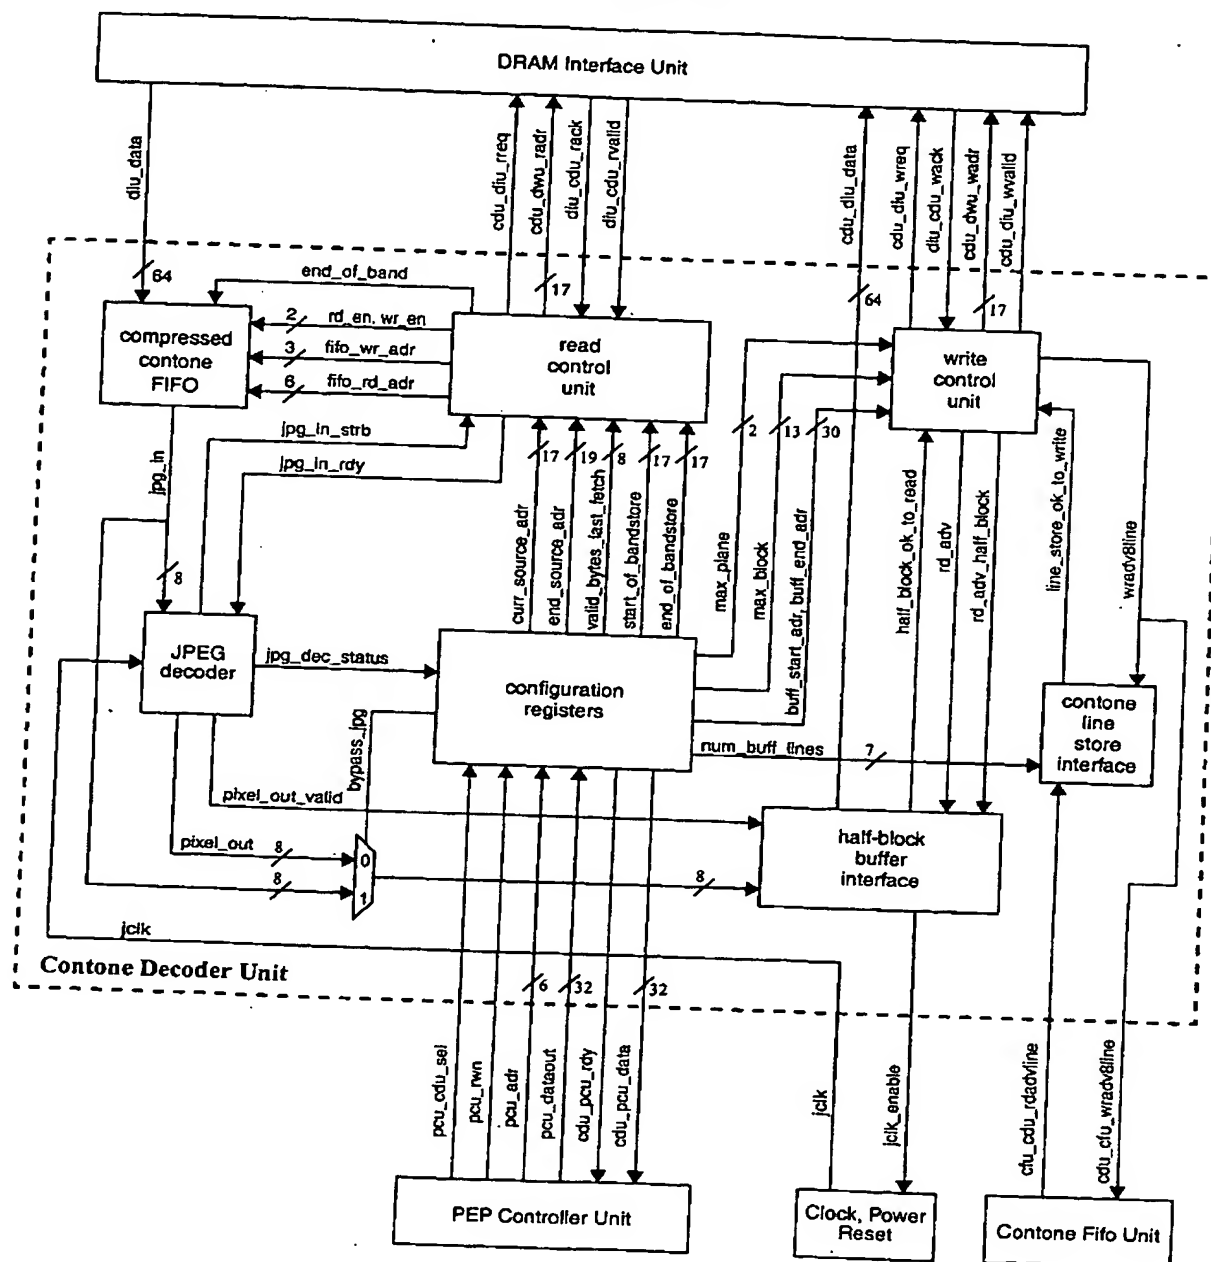 DRAM Interface Unit
diu_data
cdu_diu_rreq
cdu_dwu_radr
diu_cdu_rack
diu_cdu_rvalid
cdu_diu_data
cdu_diu_wreq
diu_cdu_wack
cdu_dwu_wadr
cdu_diu_wvalid
64
17
64
17
end_of_band
compressed
contone
FIFO
2
rd_en, wr_en
3
fifo_wr_adr
6
fifo_rd_adr
read
control
unit
write
control
unit
jpg_in
jpg_in_strb
jpg_in_rdy
8
17
19
8
17
17
curr_source_adr
end_source_adr
valid_bytes_last_fetch
start_of_bandstore
end_of_bandstore
2
13
30
max_plane
max_block
buff_start_adr, buff_end_adr
half_block_ok_to_read
rd_adv
rd_adv_half_block
line_store_ok_to_write
wradv8line
JPEG
decoder
jpg_dec_status
configuration
registers
bypass_jpg
num_buff_lines
7
contone
line
store
interface
pixel_out_valid
pixel_out
8
8
0
1
8
half-block
buffer
interface
jclk
Contone Decoder Unit
6
32
32
pcu_cdu_sel
pcu_rwn
pcu_adr
pcu_dataout
cdu_pcu_rdy
cdu_pcu_data
jclk
jclk_enable
cfu_cdu_rdadvline
cdu_cfu_wradv8line
PEP Controller Unit
Clock, Power
Reset
Contone Fifo Unit